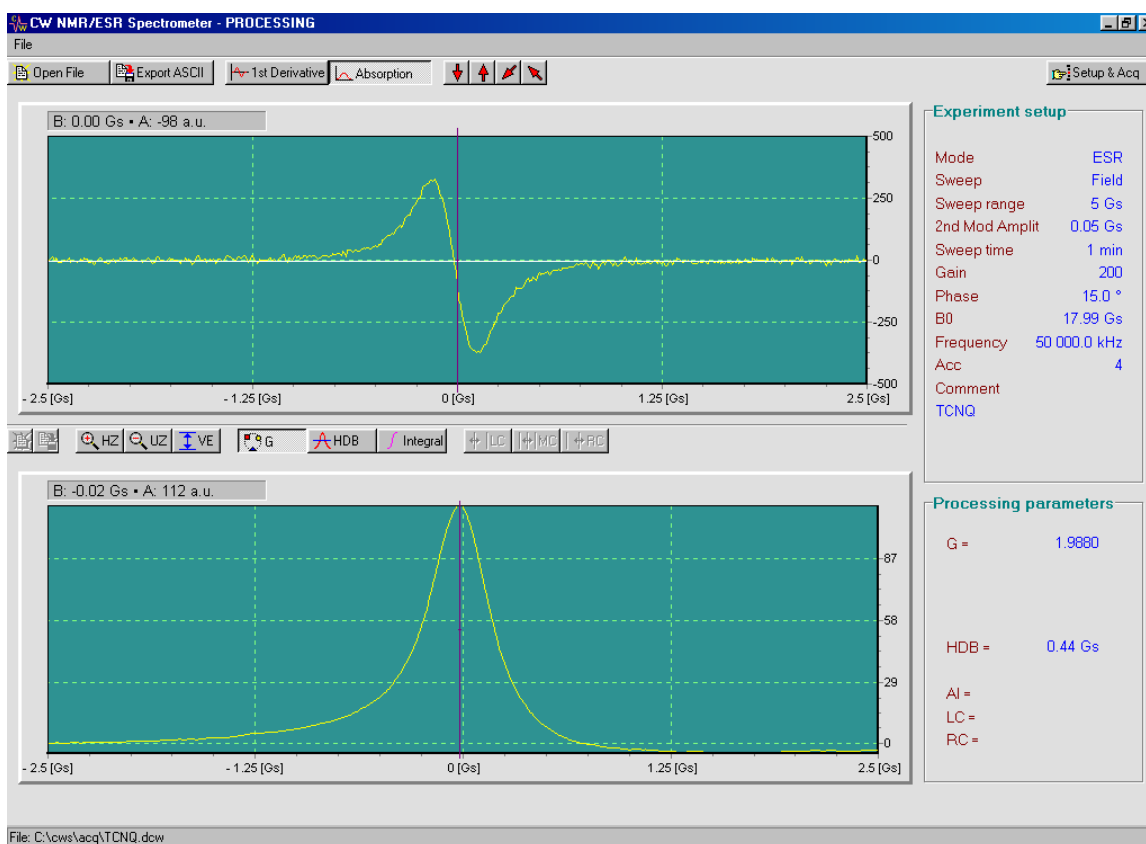 CW NMR/ESR Spectrometer - PROCESSING
File
Open File Export ASCII 1st Derivative Absorption Setup & Acq
B: 0.00 Gs • A: -98 a.u.
500
250
0
-250
-500
- 2.5 [Gs] - 1.25 [Gs] 0 [Gs] 1.25 [Gs] 2.5 [Gs]
Experiment setup
Mode ESR
Sweep Field
Sweep range 5 Gs
2nd Mod Amplit 0.05 Gs
Sweep time 1 min
Gain 200
Phase 15.0 °
B0 17.99 Gs
Frequency 50 000.0 kHz
Acc 4
Comment
TCNQ
HZ UZ VE G HDB Integral LC MC RC
B: -0.02 Gs • A: 112 a.u.
87
58
29
0
- 2.5 [Gs] - 1.25 [Gs] 0 [Gs] 1.25 [Gs] 2.5 [Gs]
Processing parameters
G = 1.9880
HDB = 0.44 Gs
AI =
LC =
RC =
File: C:\cws\acq\TCNQ.dcw